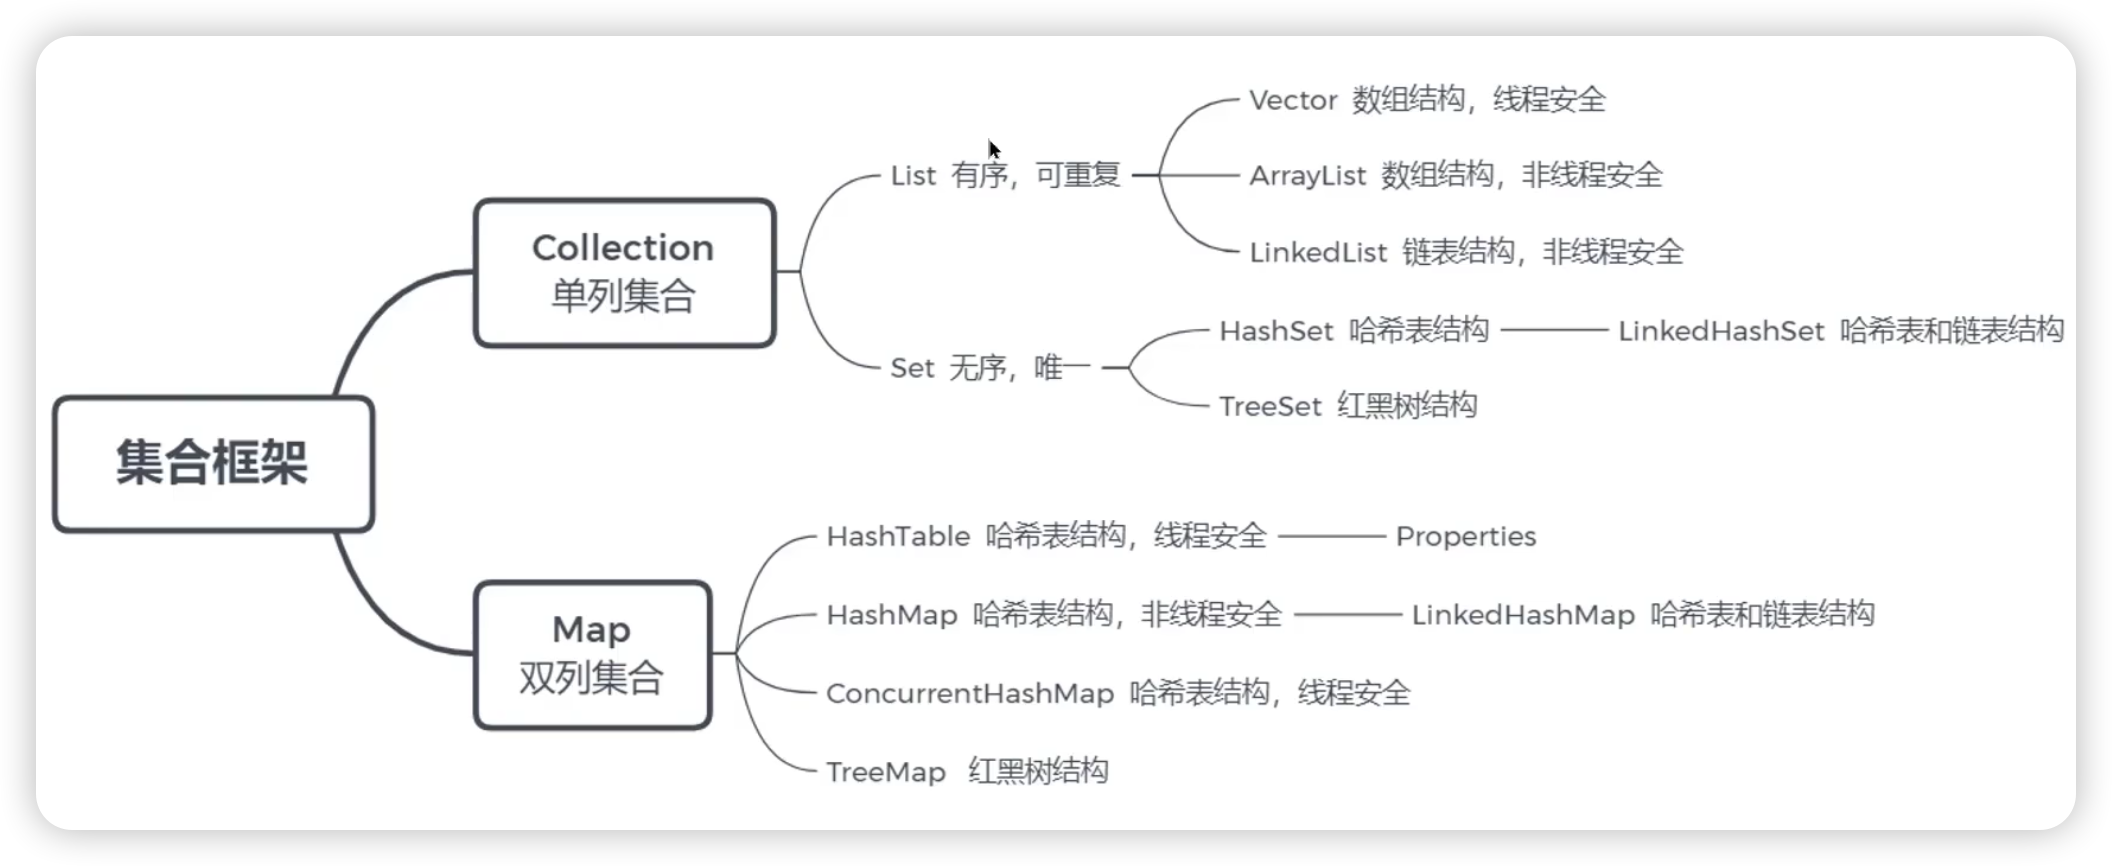 集合框架
Collection
单列集合
List 有序，可重复
Vector 数组结构，线程安全
ArrayList 数组结构，非线程安全
LinkedList 链表结构，非线程安全
Set 无序，唯一
HashSet 哈希表结构
LinkedHashSet 哈希表和链表结构
TreeSet 红黑树结构
Map
双列集合
HashTable 哈希表结构，线程安全
Properties
HashMap 哈希表结构，非线程安全
LinkedHashMap 哈希表和链表结构
ConcurrentHashMap 哈希表结构，线程安全
TreeMap 红黑树结构